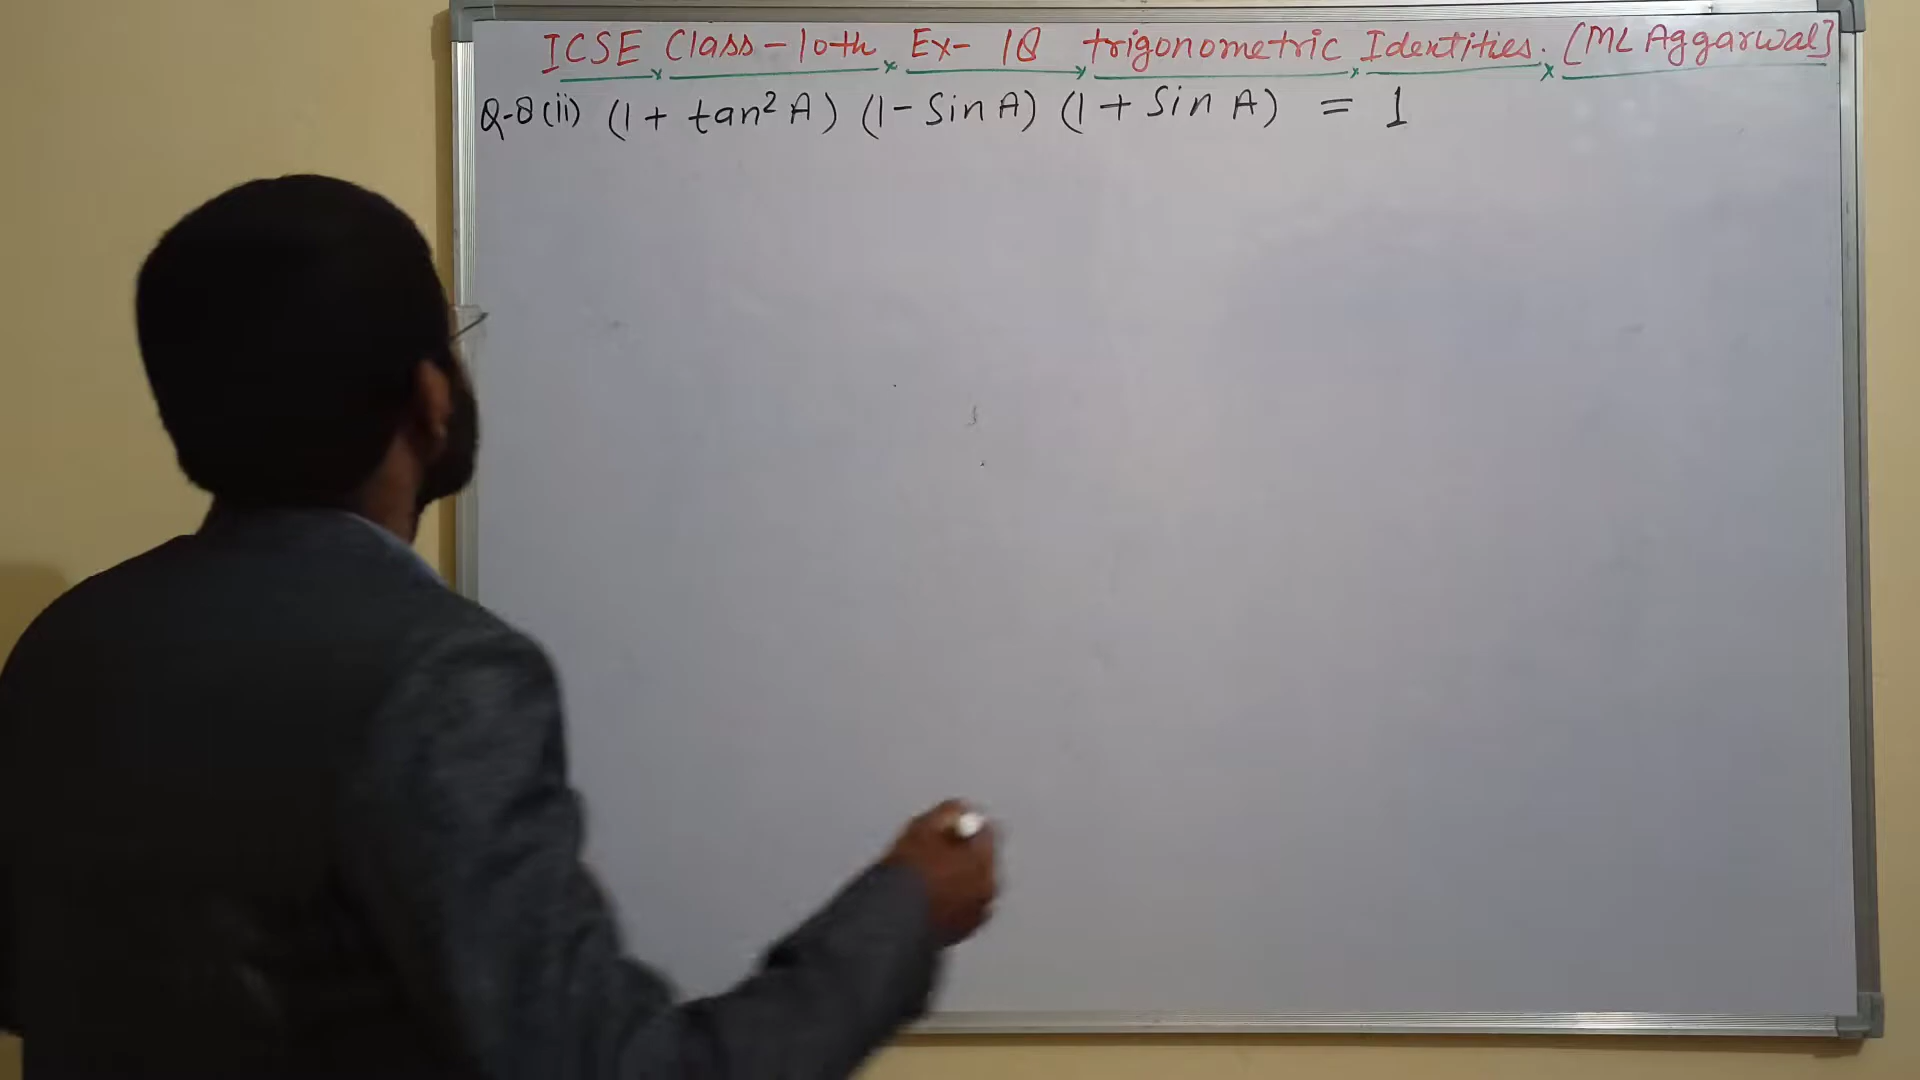 ICSE Class-10th Ex- 18 trigonometric Identities. [ML Aggarwal]
Q-8(ii) (1 + tan² A) (1 - Sin A) (1 + Sin A) = 1